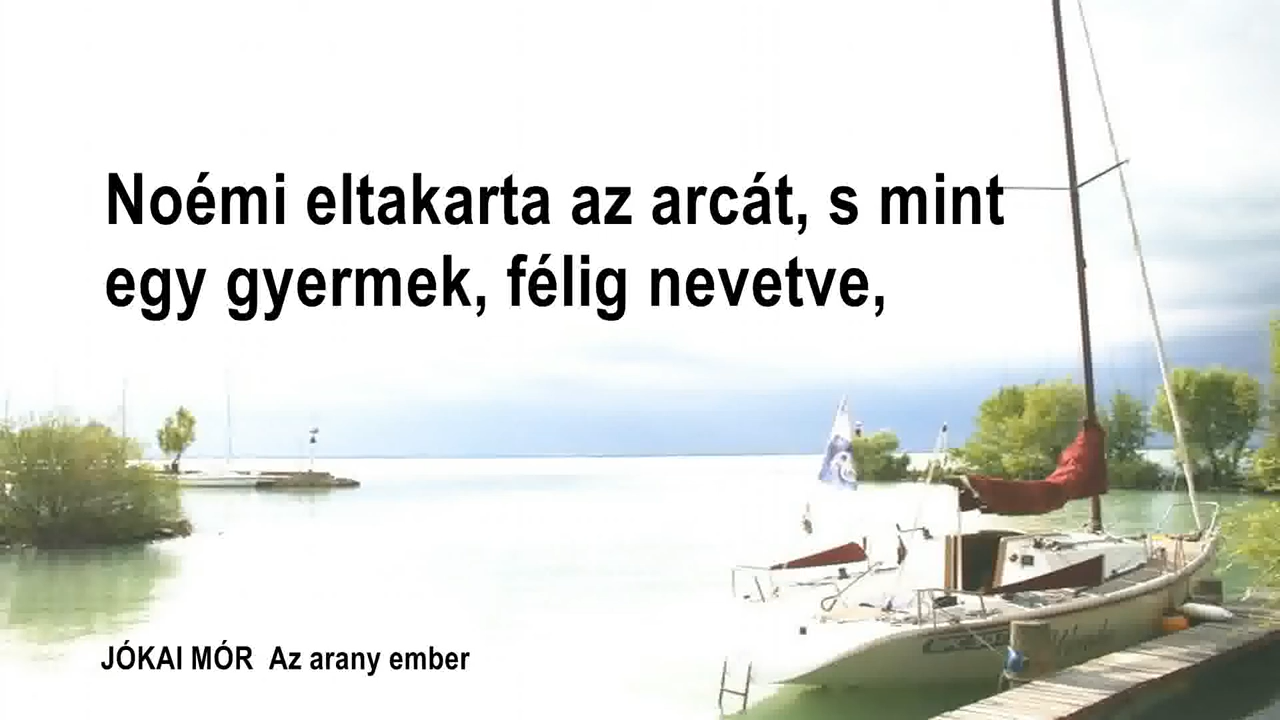 Noémi eltakarta az arcát, s mint
egy gyermek, félig nevetve,
JÓKAI MÓR  Az arany ember